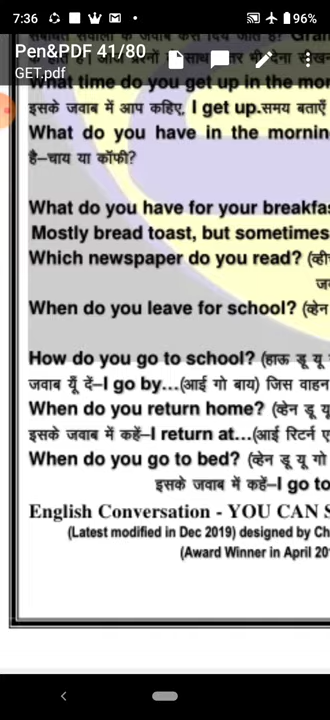 7:36
96%
Pen&PDF 41/80
GET.pdf
What time do you get up in the mor
इसके जवाब में आप कहिए, I get up.समय बताएँ
What do you have in the mornin
है–चाय या कॉफी?
What do you have for your breakfa
Mostly bread toast, but sometimes
Which newspaper do you read? (व्हीच
जव
When do you leave for school? (व्हेन
How do you go to school? (हाऊ डू यू
जवाब यूँ दें–I go by...(आई गो बाय) जिस वाहन
When do you return home? (व्हेन डू यू
इसके जवाब में कहें–I return at...(आई रिटर्न ए
When do you go to bed? (व्हेन डू यू गो
इसके जवाब में कहें–I go to
English Conversation - YOU CAN S
(Latest modified in Dec 2019) designed by Ch
(Award Winner in April 20